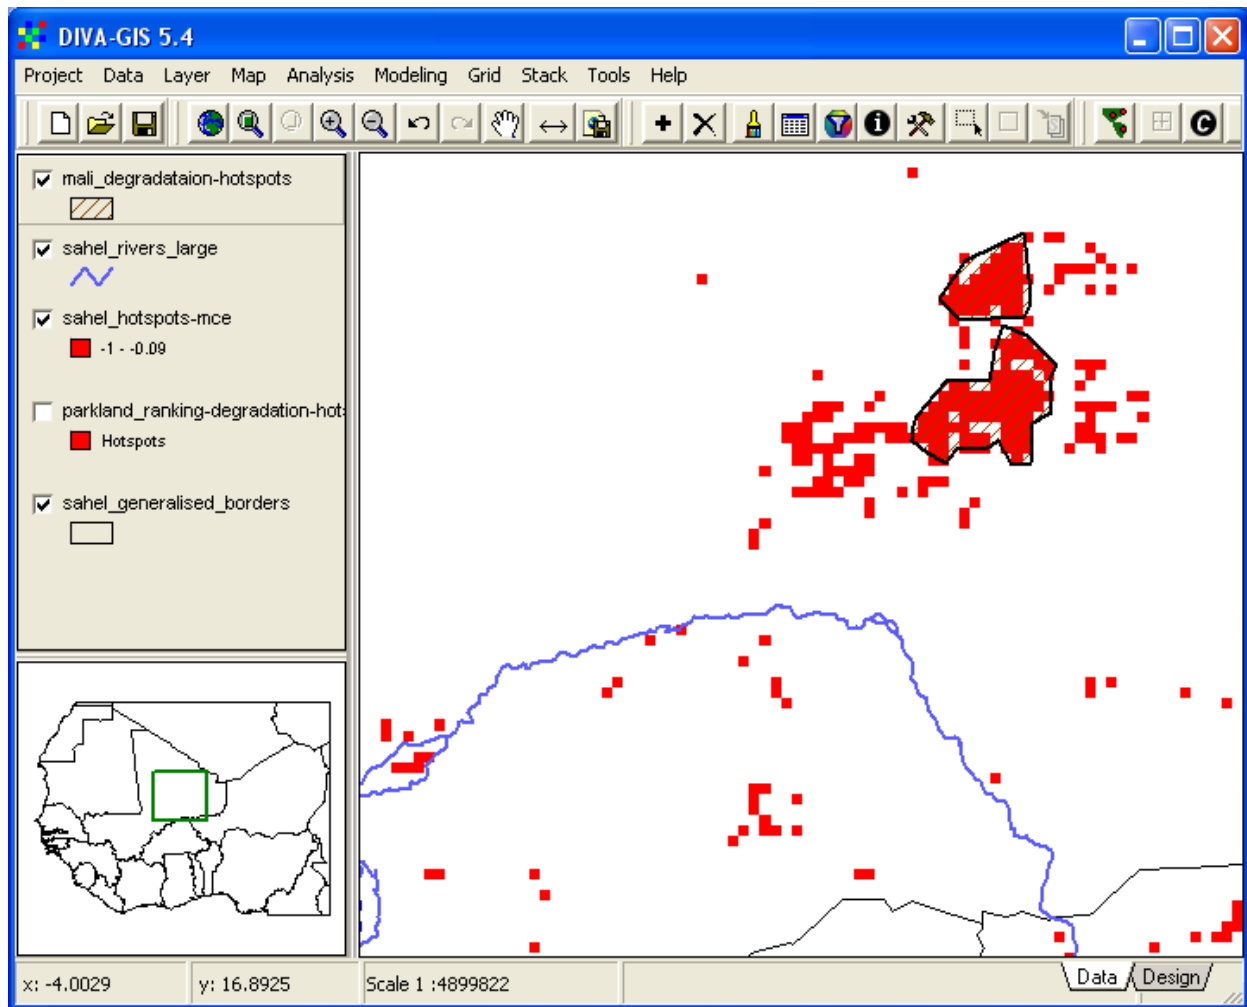 DIVA-GIS 5.4
Project Data Layer Map Analysis Modeling Grid Stack Tools Help
mali_degradataion-hotspots
sahel_rivers_large
sahel_hotspots-mce
-1 - -0.09
parkland_ranking-degradation-hot
Hotspots
sahel_generalised_borders
x: -4.0029 y: 16.8925 Scale 1 :4899822 Data Design